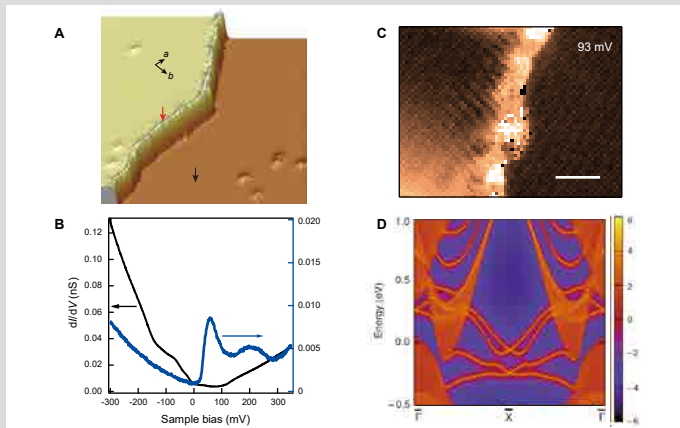 A
a
b
B
0.12
0.10
0.08
0.06
0.04
0.02
0.00
dI/dV (nS)
0.020
0.015
0.010
0.005
0
-300
-200
-100
0
100
200
300
Sample bias (mV)
C
93 mV
D
1.0
0.5
0.0
−0.5
Energy (eV)
Γ̅
X̅
Γ̅
6
4
2
0
−2
−4
−6